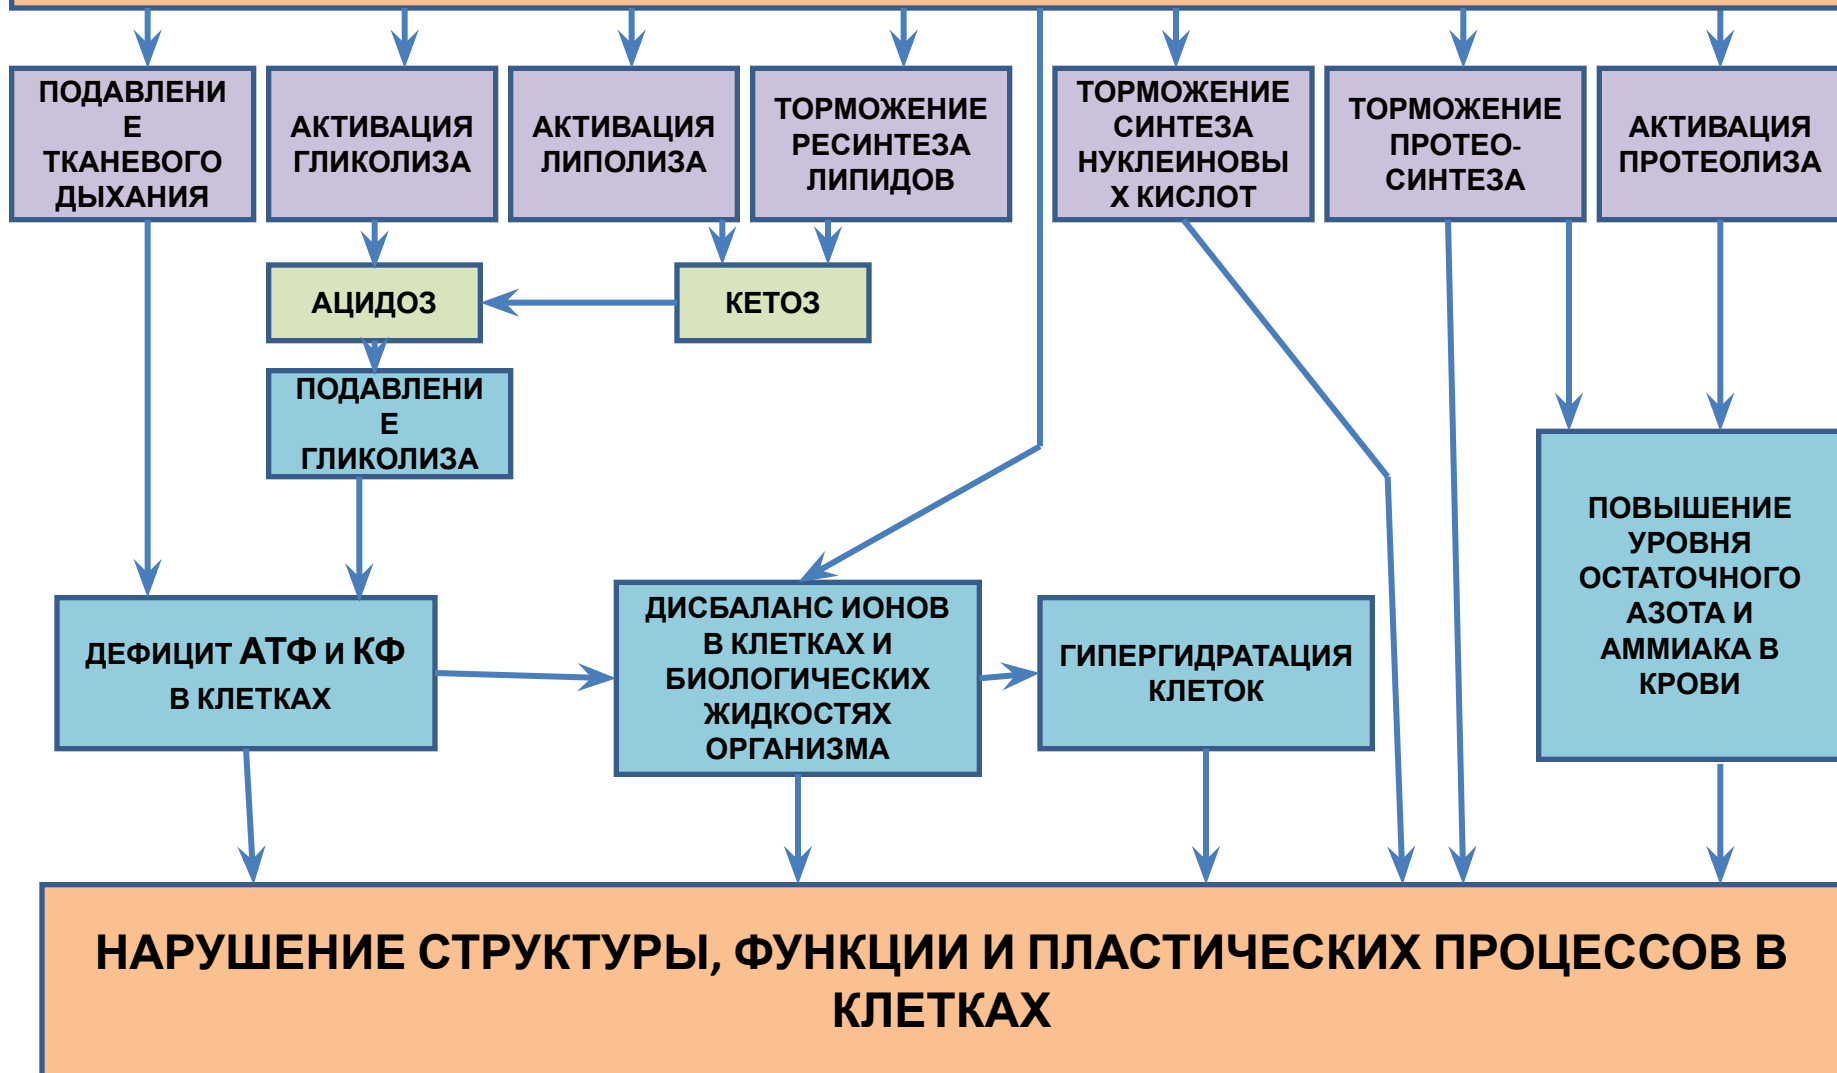 ПОДАВЛЕНИ
Е
ТКАНЕВОГО
ДЫХАНИЯ
АКТИВАЦИЯ
ГЛИКОЛИЗА
АКТИВАЦИЯ
ЛИПОЛИЗА
ТОРМОЖЕНИЕ
РЕСИНТЕЗА
ЛИПИДОВ
ТОРМОЖЕНИЕ
СИНТЕЗА
НУКЛЕИНОВЫ
Х КИСЛОТ
ТОРМОЖЕНИЕ
ПРОТЕО-
СИНТЕЗА
АКТИВАЦИЯ
ПРОТЕОЛИЗА
АЦИДОЗ
КЕТОЗ
ПОДАВЛЕНИ
Е
ГЛИКОЛИЗА
ДЕФИЦИТ АТФ И КФ
В КЛЕТКАХ
ДИСБАЛАНС ИОНОВ
В КЛЕТКАХ И
БИОЛОГИЧЕСКИХ
ЖИДКОСТЯХ
ОРГАНИЗМА
ГИПЕРГИДРАТАЦИЯ
КЛЕТОК
ПОВЫШЕНИЕ
УРОВНЯ
ОСТАТОЧНОГО
АЗОТА И
АММИАКА В
КРОВИ
НАРУШЕНИЕ СТРУКТУРЫ, ФУНКЦИИ И ПЛАСТИЧЕСКИХ ПРОЦЕССОВ В
КЛЕТКАХ